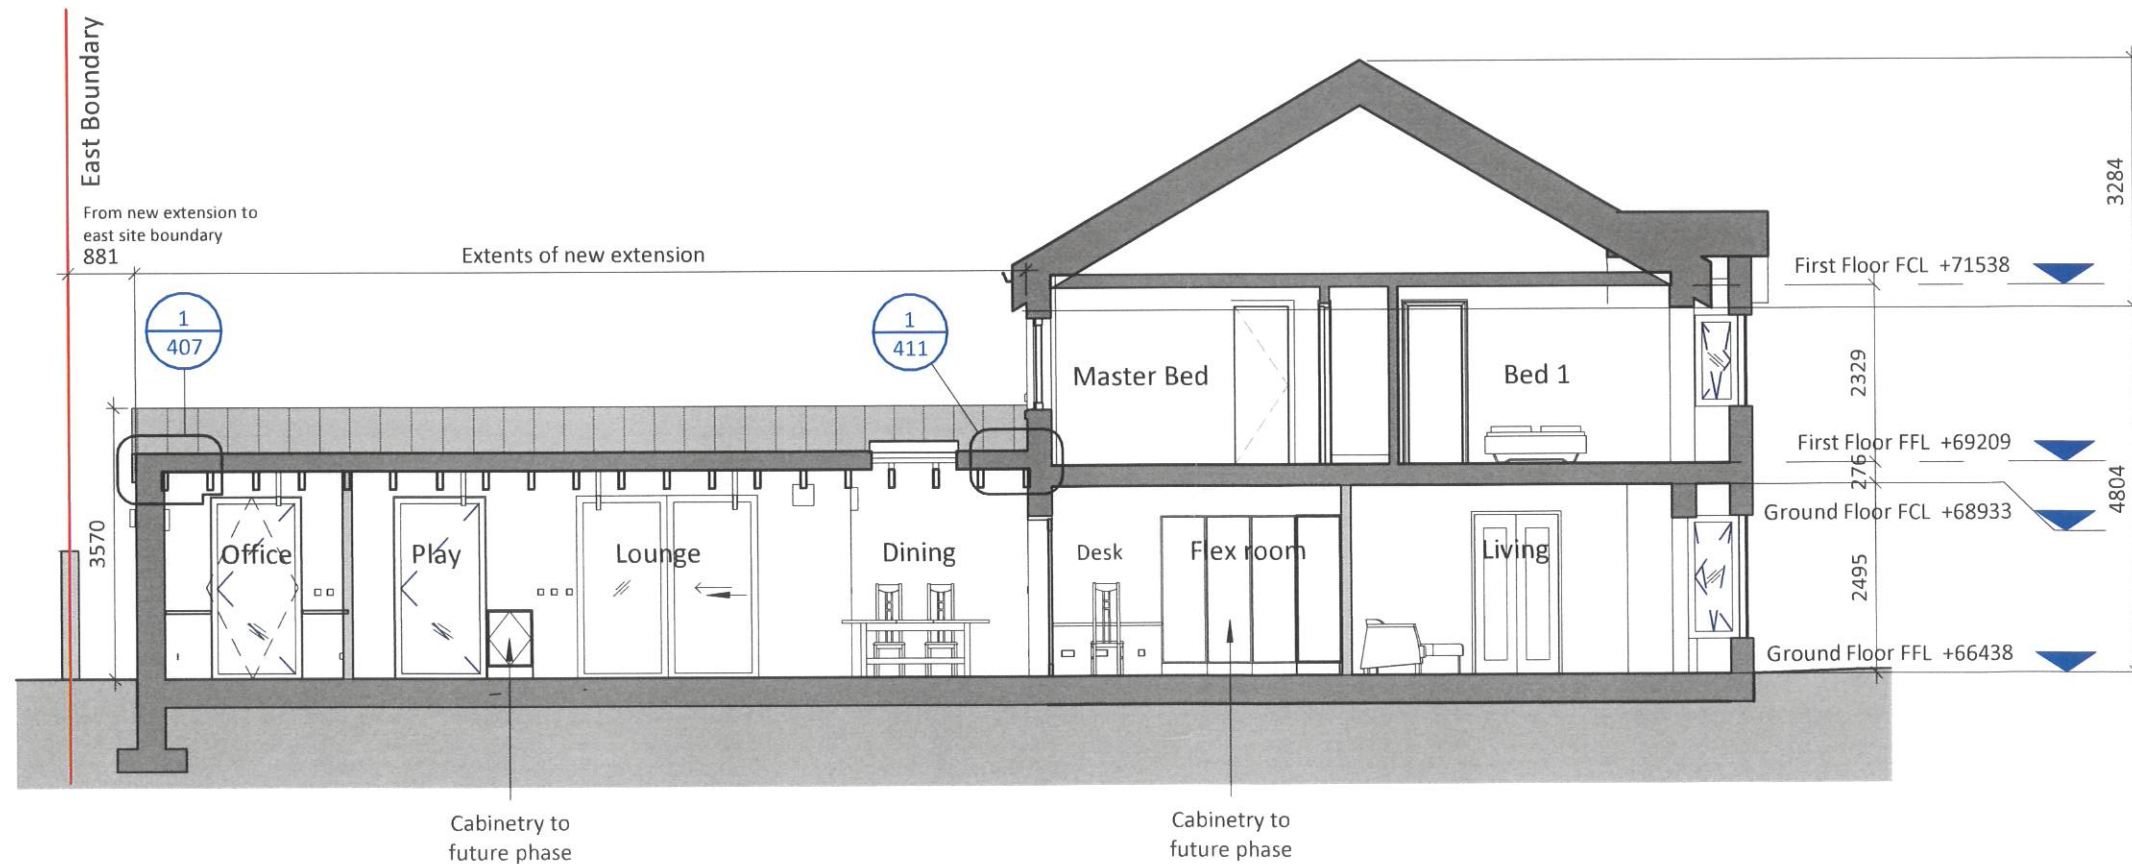 East Boundary
From new extension to
east site boundary
881
Extents of new extension
3284
First Floor FCL +71538
1
407
1
411
Master Bed
Bed 1
2329
First Floor FFL +69209
276
4804
Ground Floor FCL +68933
3570
Office
Play
Lounge
Dining
Desk
Flex room
Living
2495
Ground Floor FFL +66438
Cabinetry to
future phase
Cabinetry to
future phase